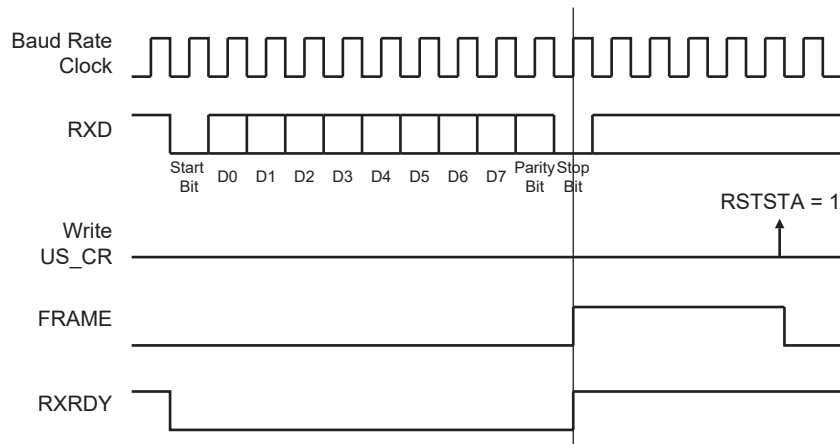 Baud Rate
Clock
RXD
Start
Bit
D0
D1
D2
D3
D4
D5
D6
D7
Parity
Bit
Stop
Bit
RSTSTA = 1
Write
US_CR
FRAME
RXRDY